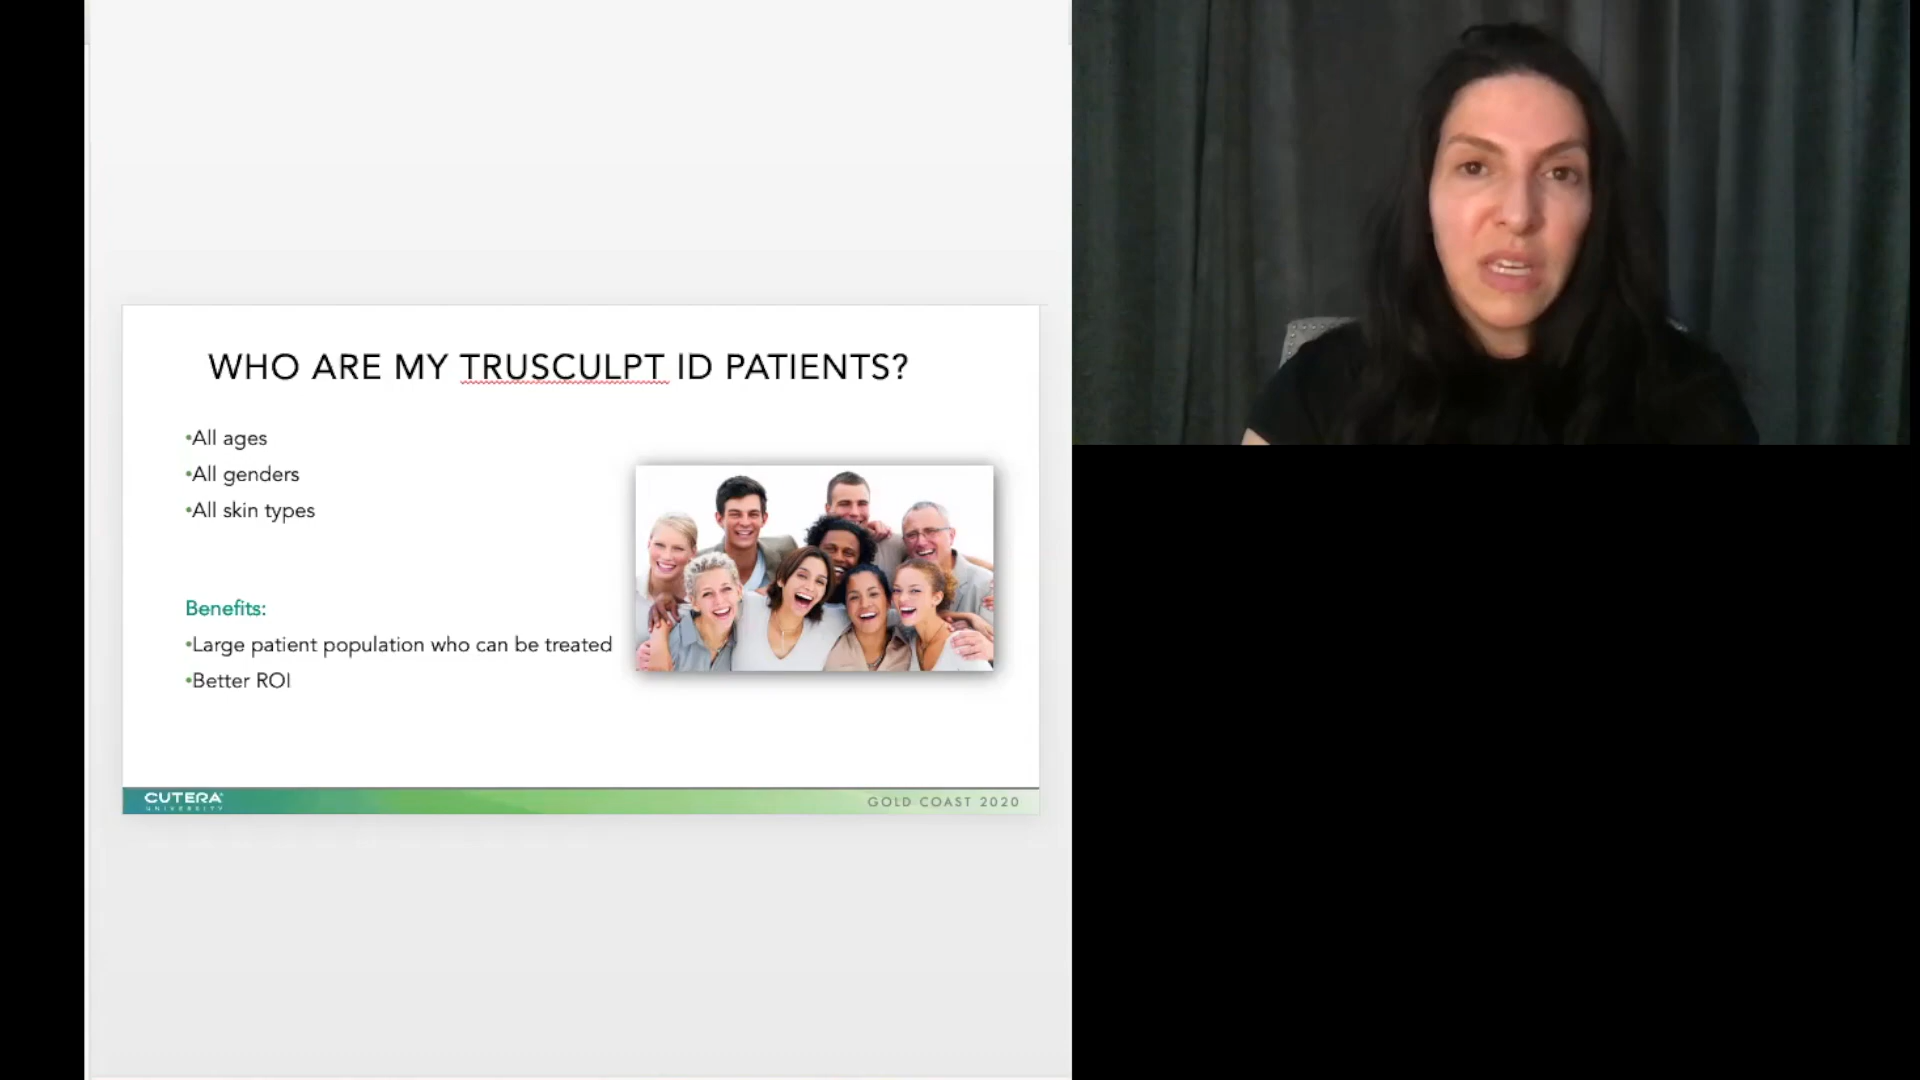 WHO ARE MY TRUSCULPT ID PATIENTS?
•All ages
•All genders
•All skin types
Benefits:
•Large patient population who can be treated
•Better ROI
CUTERA
UNIVERSITY
GOLD COAST 2020